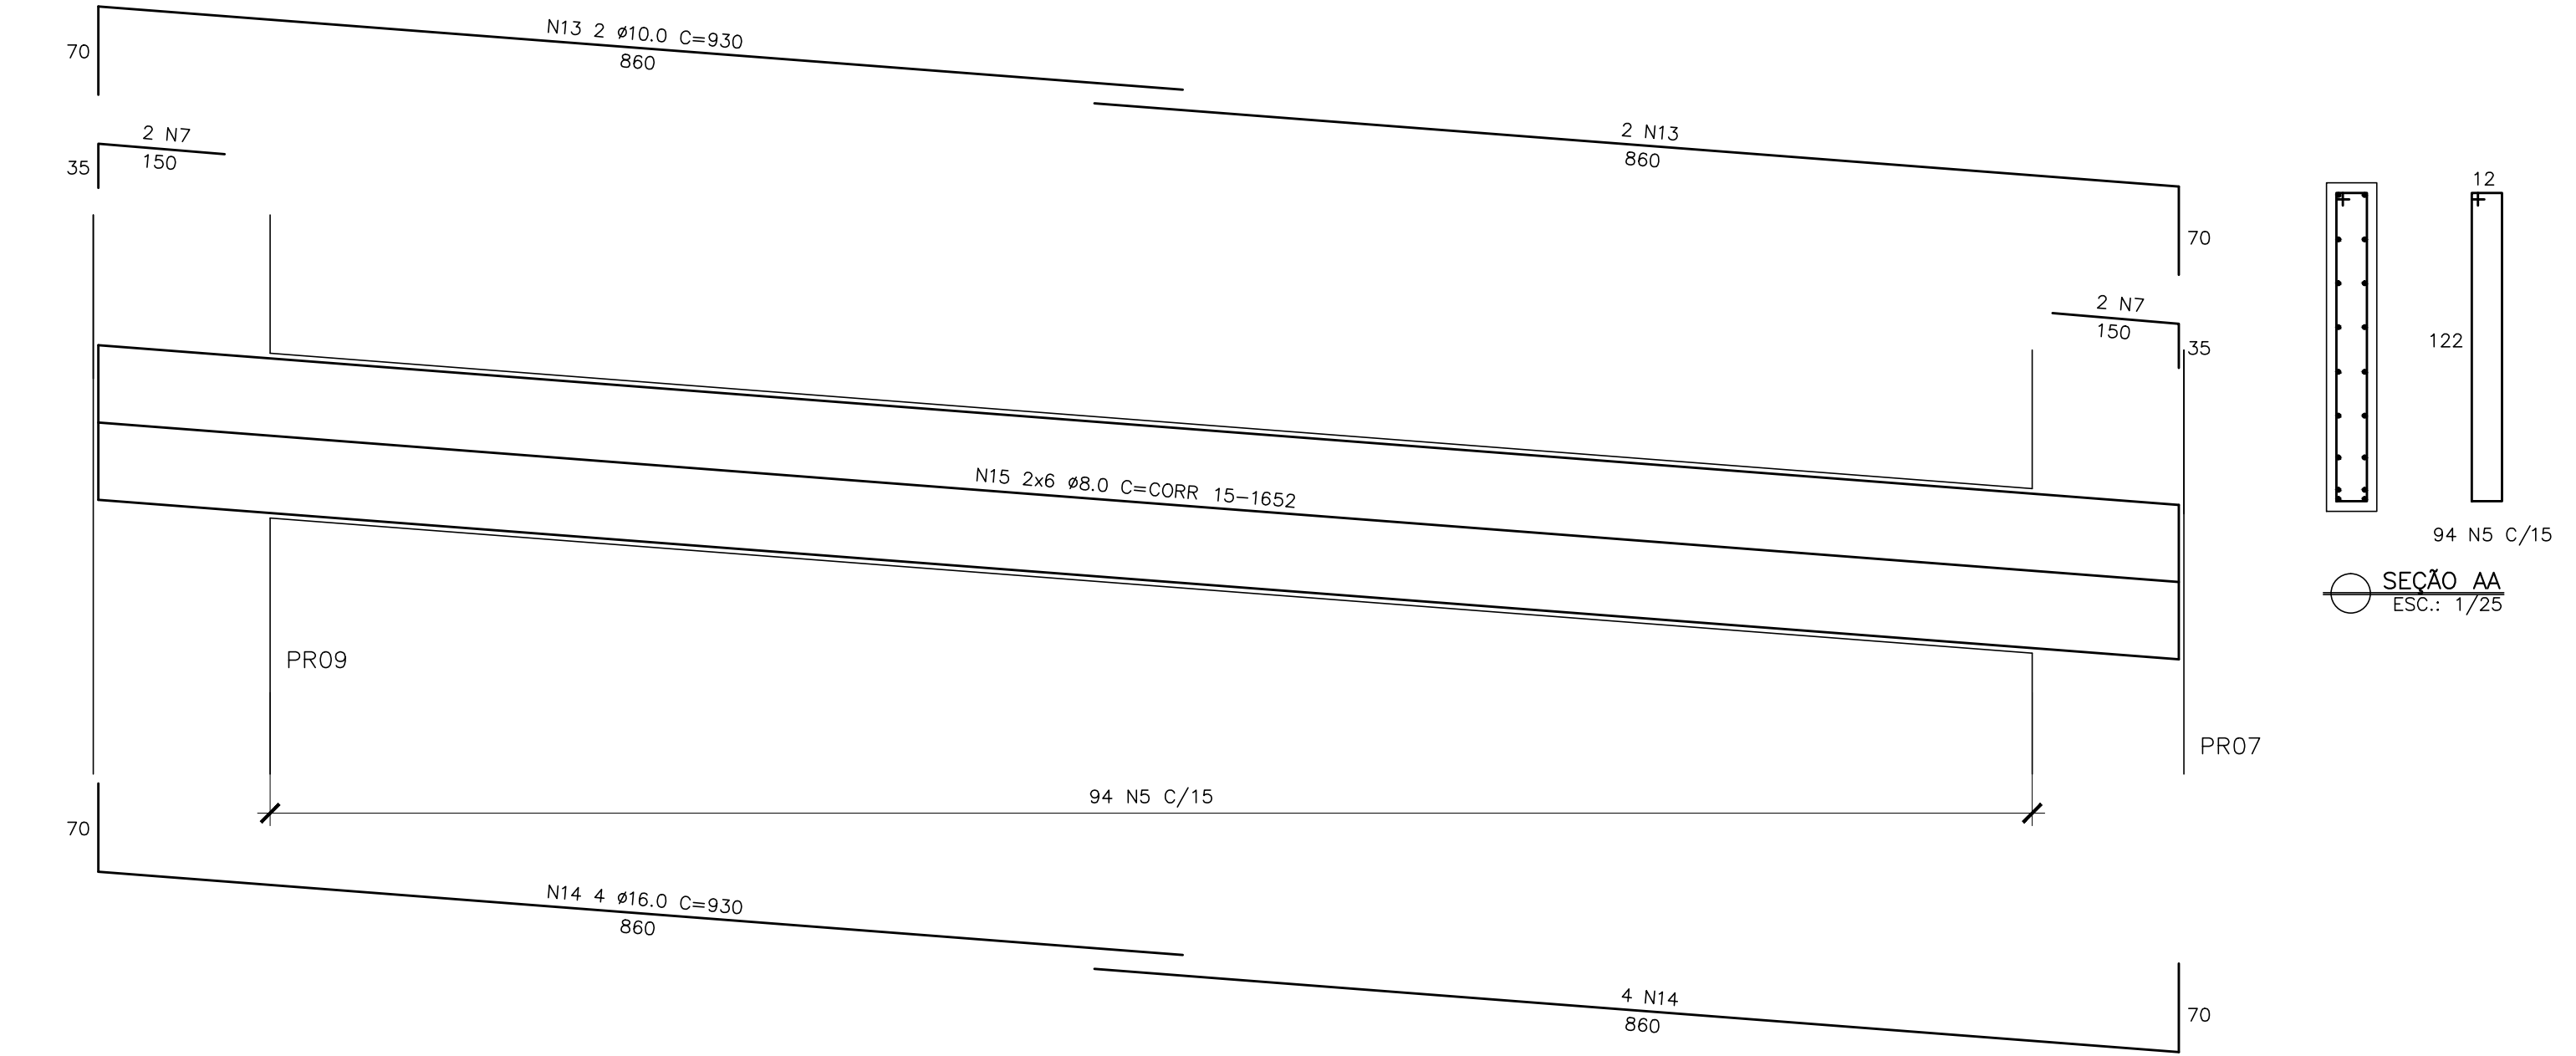 N13 2 ø10.0 C=930
860
70
2 N7
150
35
2 N13
860
70
2 N7
150
35
12
122
94 N5 C/15
SEÇÃO AA
ESC.: 1/25
N15 2x6 ø8.0 C=CORR 15-1652
PR09
PR07
94 N5 C/15
70
N14 4 ø16.0 C=930
860
4 N14
860
70